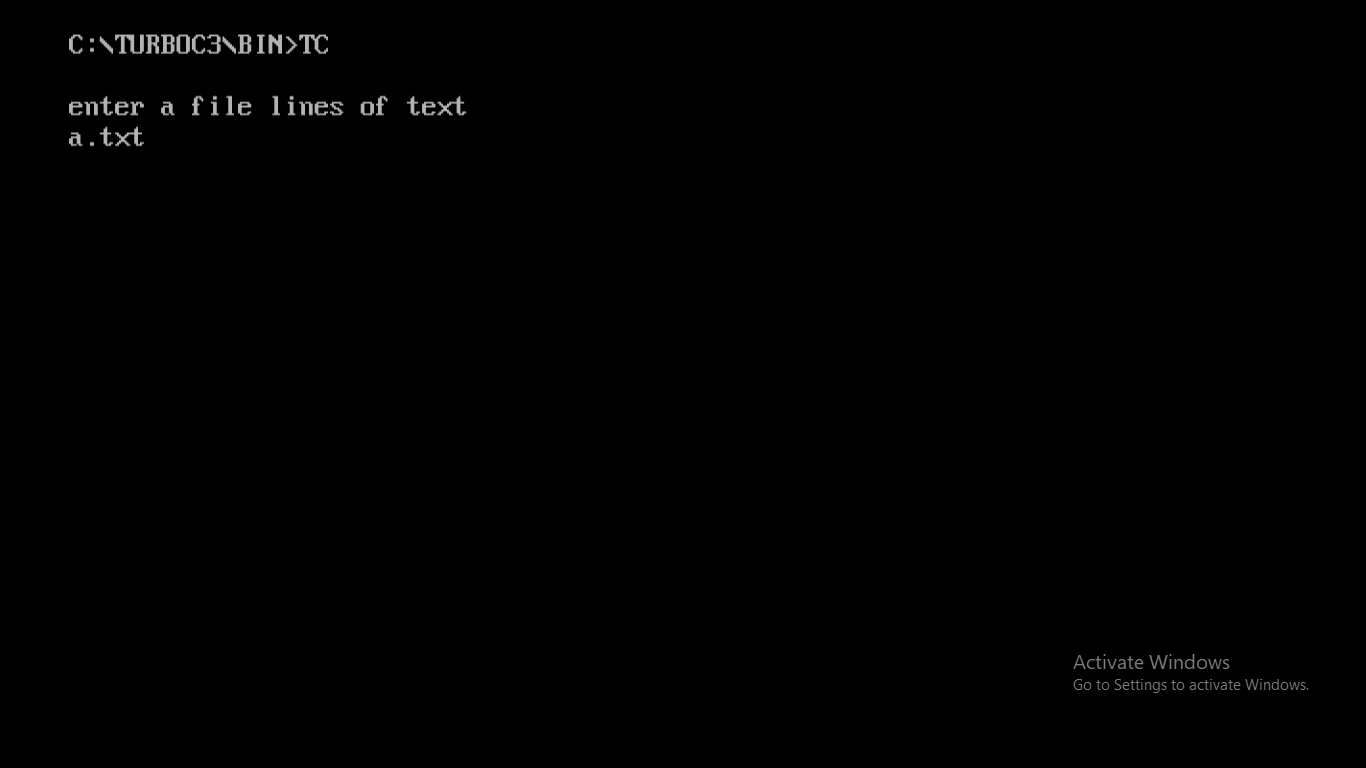 C:\TURBOC3\BIN>TC
enter a file lines of text
a.txt
Activate Windows
Go to Settings to activate Windows.